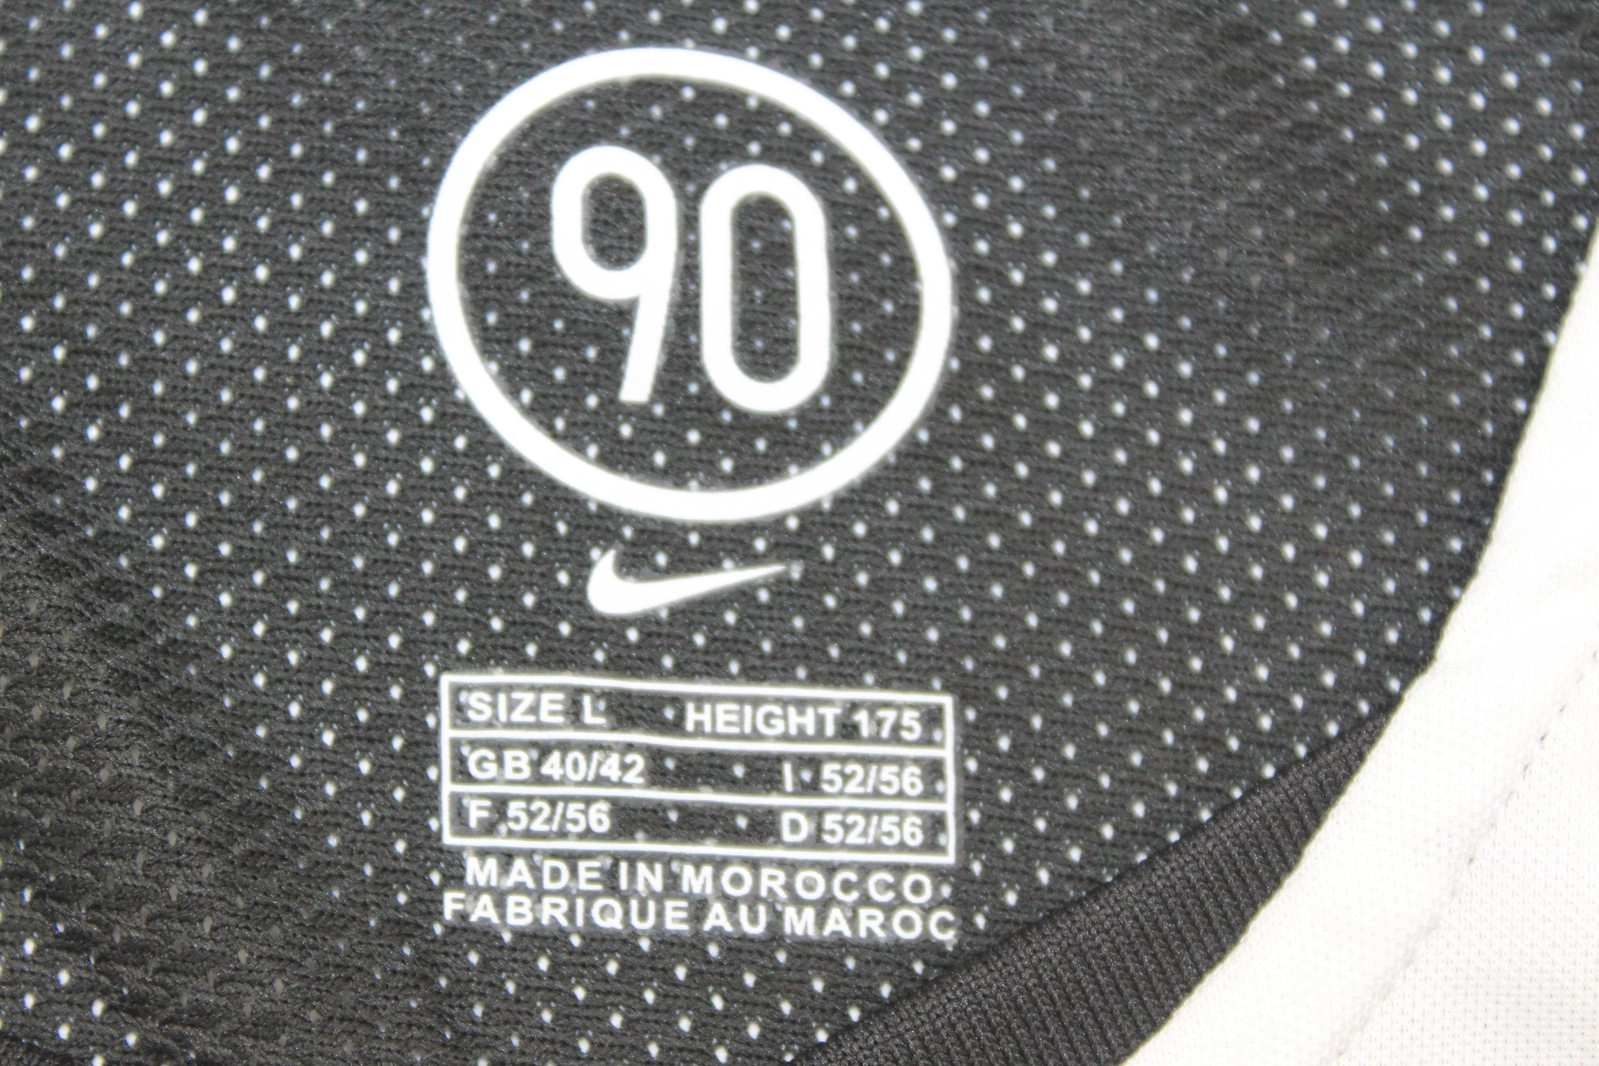 90
SIZE L HEIGHT 175
GB 40/42 I 52/56
F 52/56 D 52/56
MADE IN MOROCCO
FABRIQUE AU MAROC